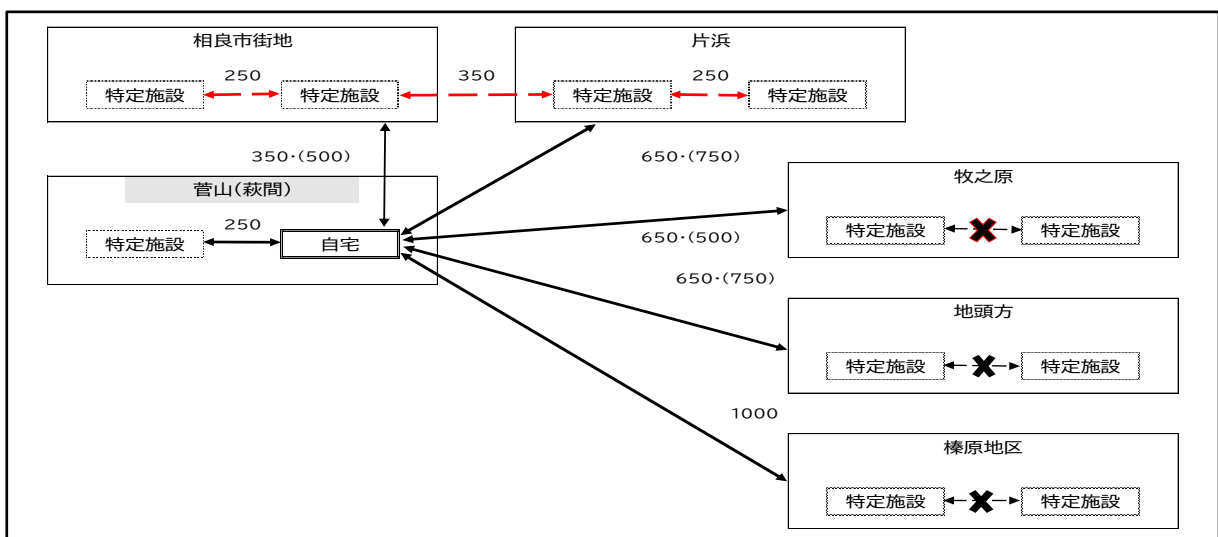 相良市街地
片浜
250
350
250
特定施設
特定施設
特定施設
特定施設
350・(500)
650・(750)
菅山(萩間)
牧之原
250
特定施設
自宅
特定施設
特定施設
650・(500)
650・(750)
地頭方
特定施設
特定施設
1000
榛原地区
特定施設
特定施設